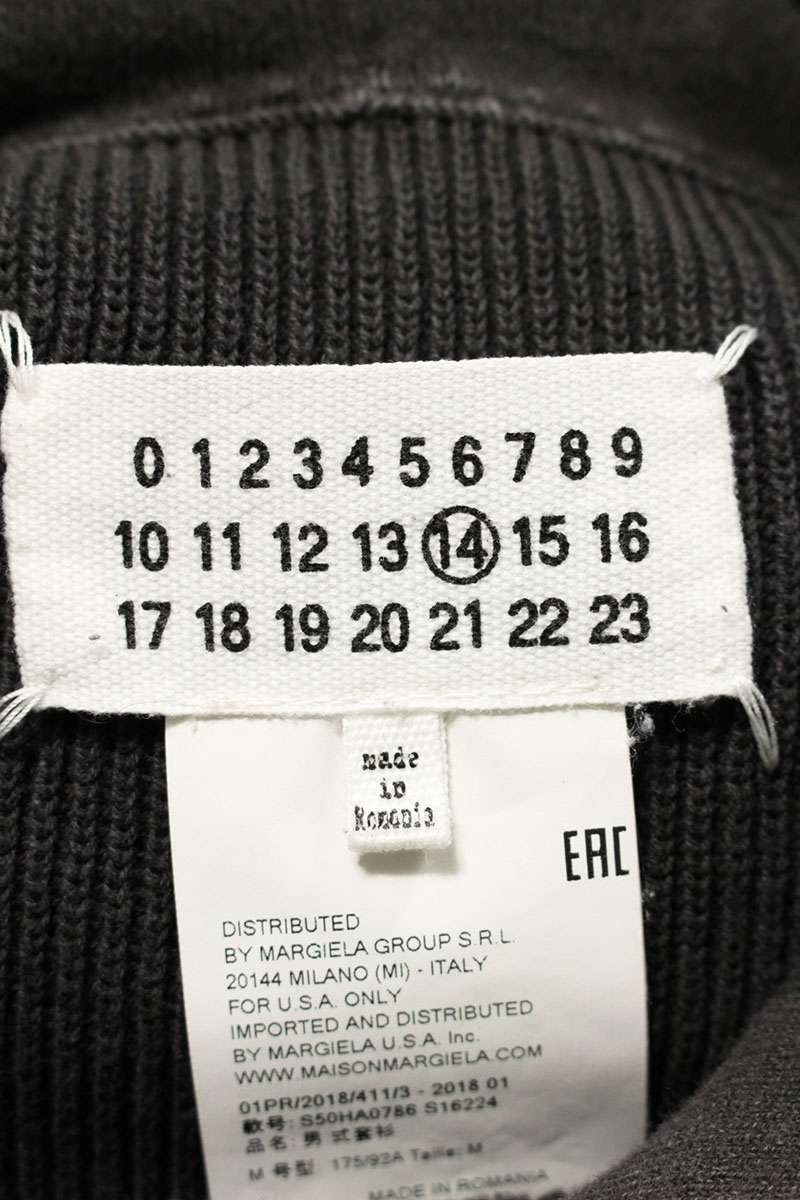 0 1 2 3 4 5 6 7 8 9
10 11 12 13 14 15 16
17 18 19 20 21 22 23
made
in
Romania
EAC
DISTRIBUTED
BY MARGIELA GROUP S.R.L.
20144 MILANO (MI) - ITALY
FOR U.S.A. ONLY
IMPORTED AND DISTRIBUTED
BY MARGIELA U.S.A. Inc.
WWW.MAISONMARGIELA.COM
01PR/2018/411/3 - 2018 01
款号: S50HA0786 S16224
品名: 男式套衫
M 号型 175/92A Taille: M
MADE IN ROMANIA